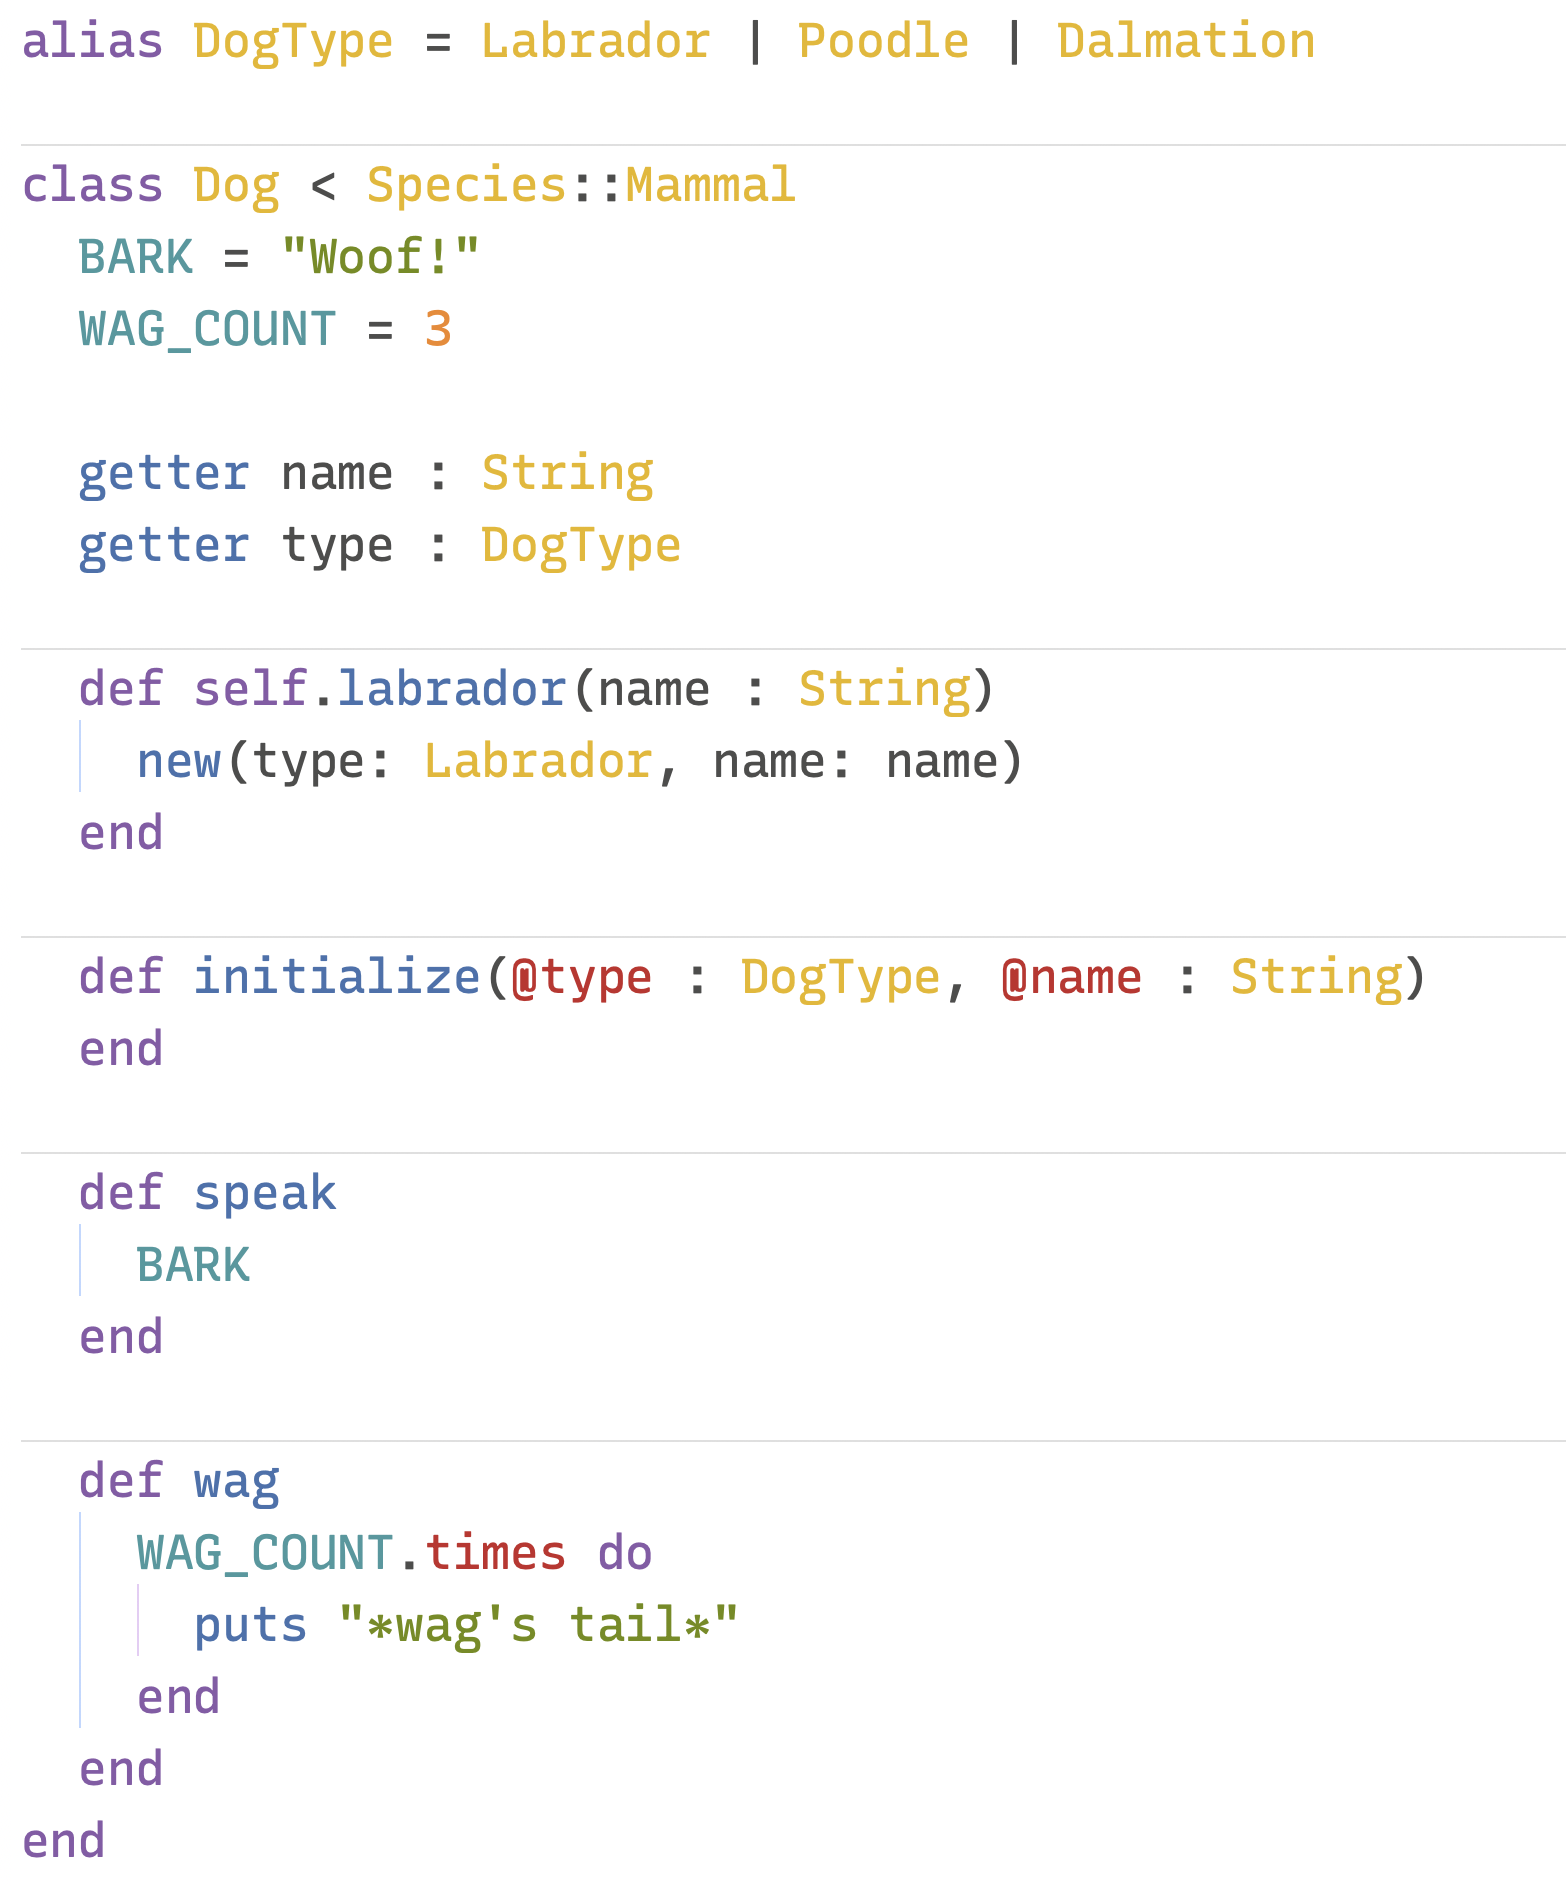 alias DogType = Labrador | Poodle | Dalmation
class Dog < Species::Mammal
  BARK = "Woof!"
  WAG_COUNT = 3
  getter name : String
  getter type : DogType
  def self.labrador(name : String)
    new(type: Labrador, name: name)
  end
  def initialize(@type : DogType, @name : String)
  end
  def speak
    BARK
  end
  def wag
    WAG_COUNT.times do
      puts "*wag's tail*"
    end
  end
end